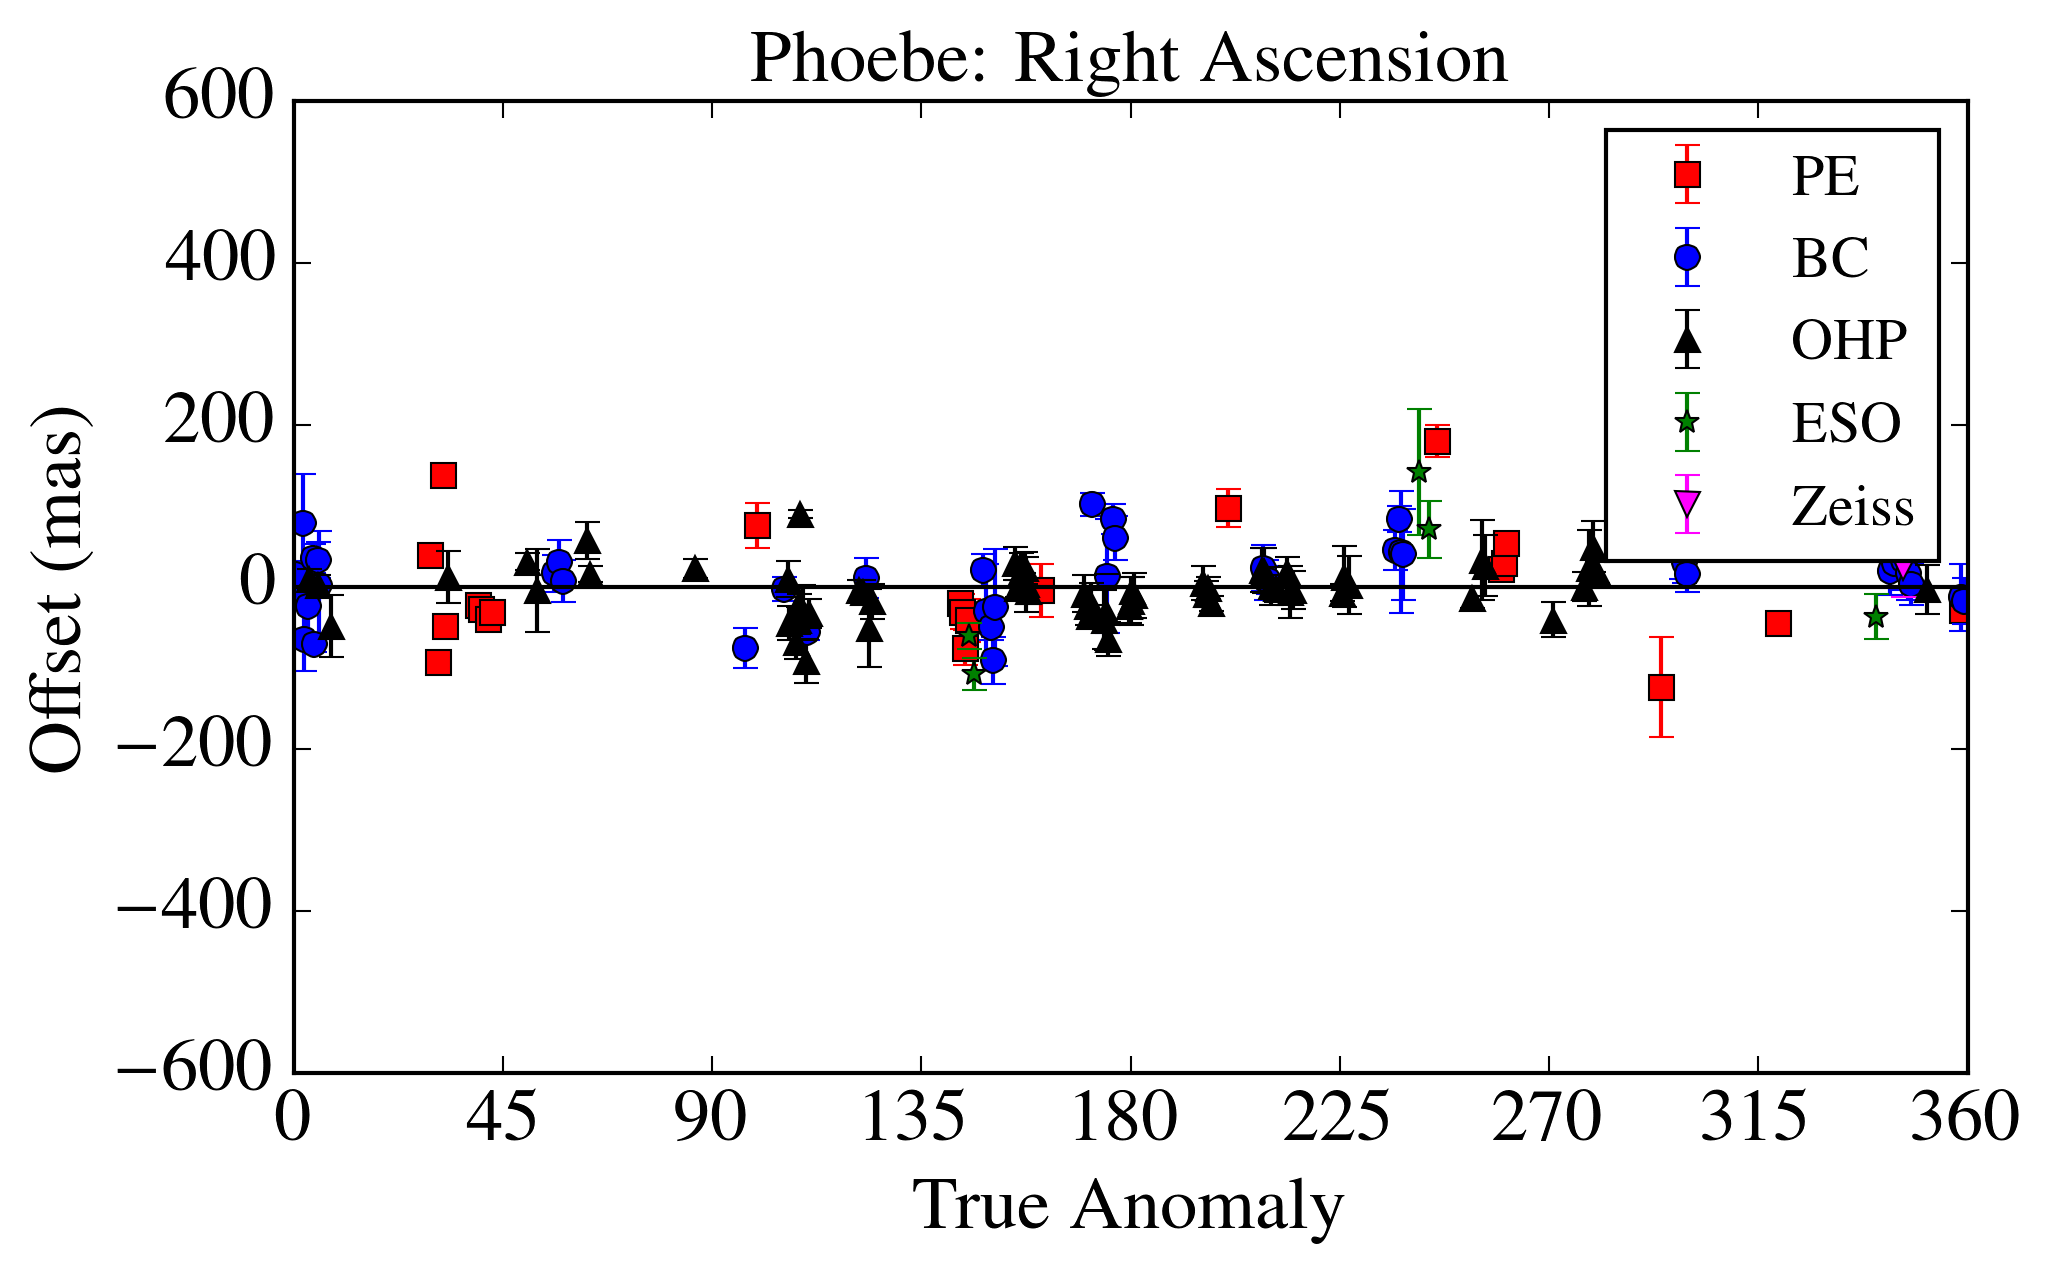 Phoebe: Right Ascension
600
400
200
0
−200
−400
−600
Offset (mas)
0 45 90 135 180 225 270 315 360
True Anomaly
PE
BC
OHP
ESO
Zeiss